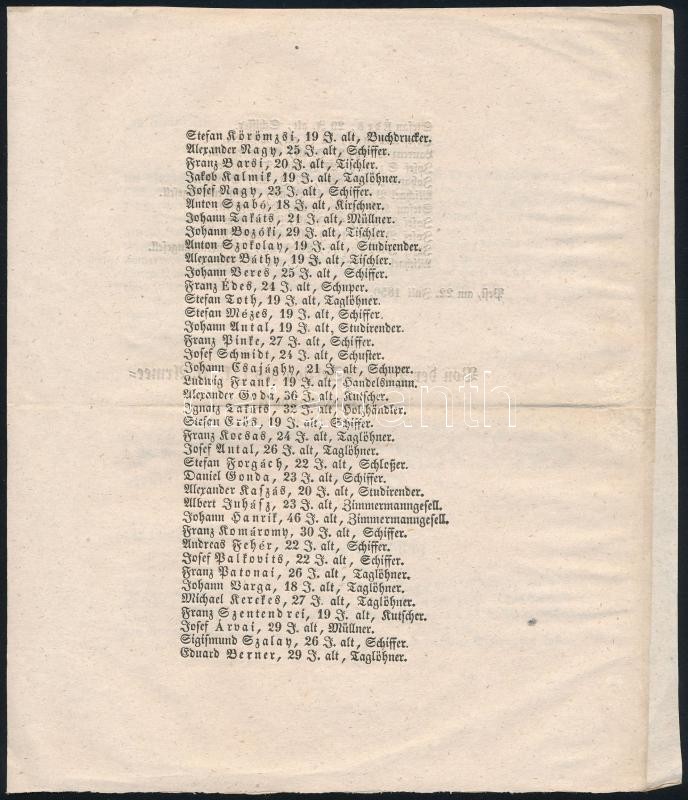 Stefan Körömzsi, 19 J. alt, Buchdrucker.
Alexander Nagy, 25 J. alt, Schiffer.
Franz Barsi, 20 J. alt, Tischler.
Jakob Kalmik, 19 J. alt, Taglöhner.
Josef Nagy, 23 J. alt, Schiffer.
Anton Szabó, 18 J. alt, Kirschner.
Johann Takáts, 21 J. alt, Müllner.
Johann Bozóki, 29 J. alt, Tischler.
Anton Szokolay, 19 J. alt, Studirender.
Alexander Báthy, 19 J. alt, Tischler.
Johann Veres, 25 J. alt, Schiffer.
Franz Édes, 24 J. alt, Schuper.
Stefan Toth, 19 J. alt, Taglöhner.
Stefan Mézes, 19 J. alt, Schiffer.
Johann Antal, 19 J. alt, Studirender.
Franz Pinke, 27 J. alt, Schiffer.
Josef Schmidt, 24 J. alt, Schuster.
Johann Csajághy, 21 J. alt, Schuper.
Ludwig Frank, 19 J. alt, Handelsmann.
Alexander Goda, 36 J. alt, Kutscher.
Ignatz Takáts, 32 J. alt, Holzhändler.
Stefan Erös, 19 J. alt, Schiffer.
Franz Kocsas, 24 J. alt, Taglöhner.
Josef Antal, 26 J. alt, Taglöhner.
Stefan Forgách, 22 J. alt, Schloßer.
Daniel Gonda, 23 J. alt, Schiffer.
Alexander Kaszás, 20 J. alt, Studirender.
Albert Juhász, 23 J. alt, Zimmermanngesell.
Johann Hanrik, 46 J. alt, Zimmermanngesell.
Franz Komáromy, 30 J. alt, Schiffer.
Andreas Fehér, 22 J. alt, Schiffer.
Josef Palkovits, 22 J. alt, Schiffer.
Franz Patonai, 26 J. alt, Taglöhner.
Johann Varga, 18 J. alt, Taglöhner.
Michael Kerekes, 27 J. alt, Taglöhner.
Franz Szentendrei, 19 J. alt, Kutscher.
Josef Árvai, 29 J. alt, Müllner.
Sigismund Szalay, 26 J. alt, Schiffer.
Eduard Berner, 29 J. alt, Taglöhner.